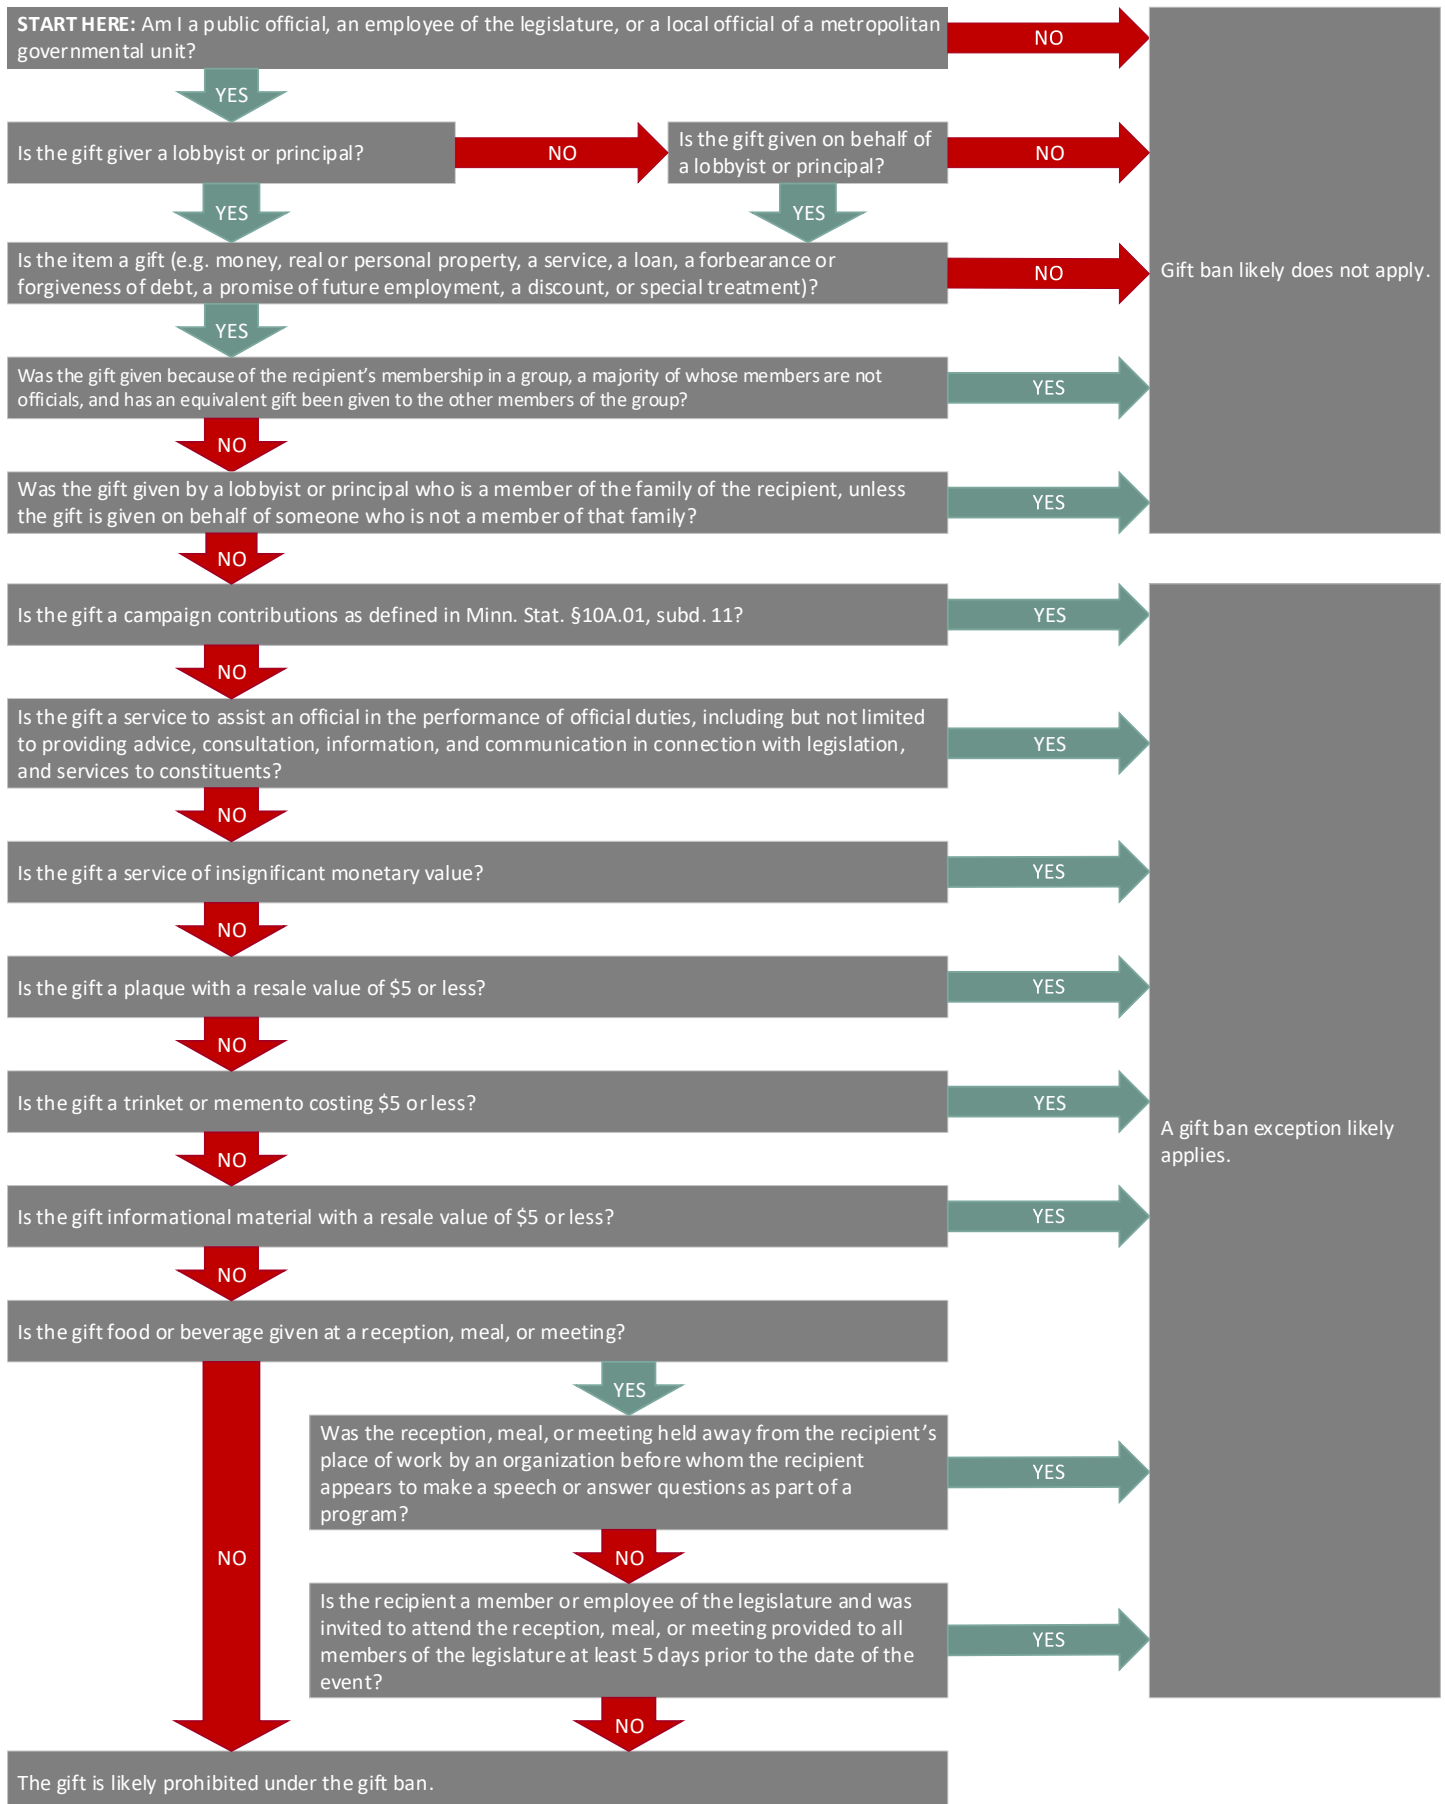 START HERE: Am I a public official, an employee of the legislature, or a local official of a metropolitan
governmental unit?
NO
YES
Is the gift giver a lobbyist or principal?
NO
Is the gift given on behalf of
a lobbyist or principal?
NO
YES
YES
Is the item a gift (e.g. money, real or personal property, a service, a loan, a forbearance or
forgiveness of debt, a promise of future employment, a discount, or special treatment)?
NO
Gift ban likely does not apply.
YES
Was the gift given because of the recipient's membership in a group, a majority of whose members are not
officials, and has an equivalent gift been given to the other members of the group?
YES
NO
Was the gift given by a lobbyist or principal who is a member of the family of the recipient, unless
the gift is given on behalf of someone who is not a member of that family?
YES
NO
Is the gift a campaign contributions as defined in Minn. Stat. §10A.01, subd. 11?
YES
NO
Is the gift a service to assist an official in the performance of official duties, including but not limited
to providing advice, consultation, information, and communication in connection with legislation,
and services to constituents?
YES
NO
Is the gift a service of insignificant monetary value?
YES
NO
Is the gift a plaque with a resale value of $5 or less?
YES
NO
Is the gift a trinket or memento costing $5 or less?
YES
A gift ban exception likely
applies.
NO
Is the gift informational material with a resale value of $5 or less?
YES
NO
Is the gift food or beverage given at a reception, meal, or meeting?
YES
Was the reception, meal, or meeting held away from the recipient's
place of work by an organization before whom the recipient
appears to make a speech or answer questions as part of a
program?
YES
NO
NO
Is the recipient a member or employee of the legislature and was
invited to attend the reception, meal, or meeting provided to all
members of the legislature at least 5 days prior to the date of the
event?
YES
NO
The gift is likely prohibited under the gift ban.